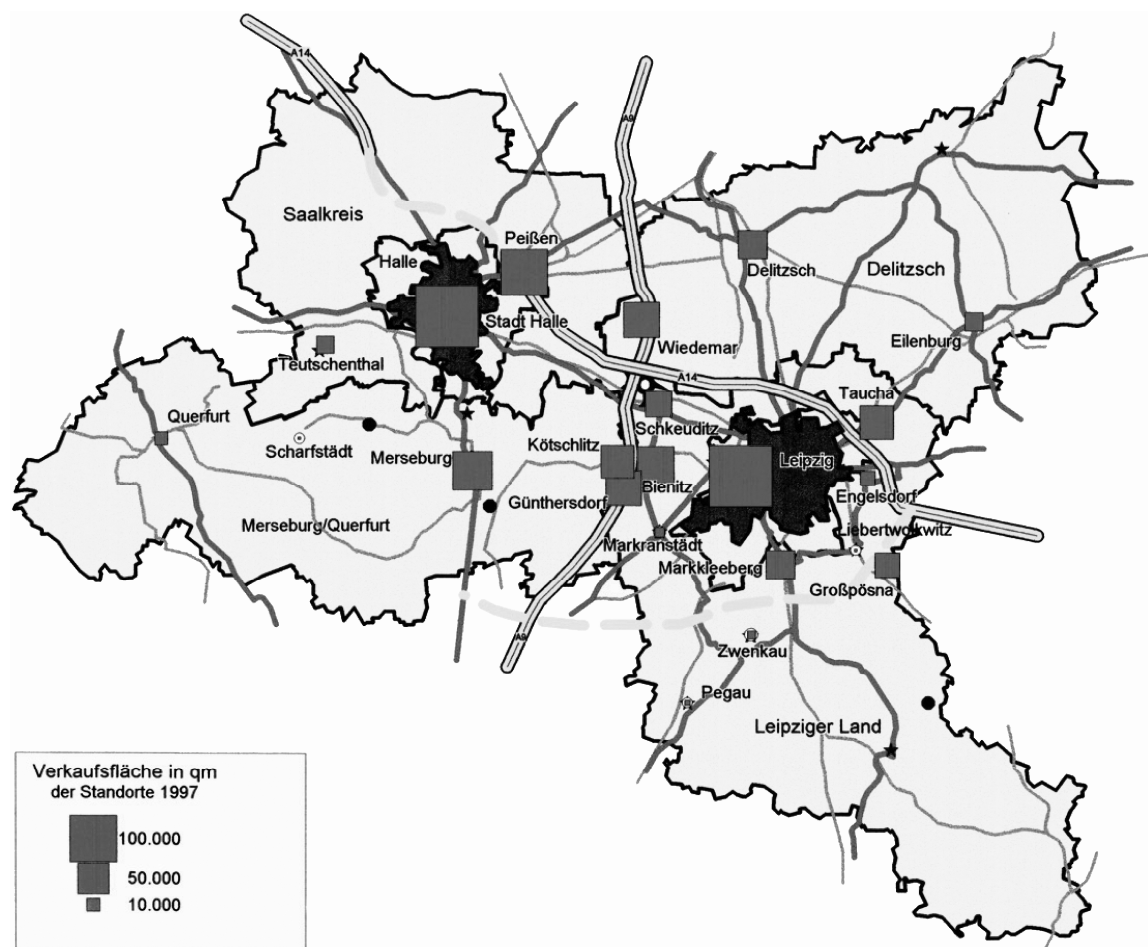 A14
A9
Saalkreis
Peißen
Halle
Delitzsch
Delitzsch
Stadt Halle
Wiedemar
Eilenburg
Teutschenthal
A14
Taucha
Querfurt
Schkeuditz
Scharfstädt
Kötschlitz
Merseburg
Leipzig
Bienitz
Engelsdorf
Günthersdorf
Merseburg/Querfurt
Liebertwolkwitz
Markranstädt
Markkleeberg
Großpösna
A9
Zwenkau
Pegau
Leipziger Land
Verkaufsfläche in qm
der Standorte 1997
100.000
50.000
10.000